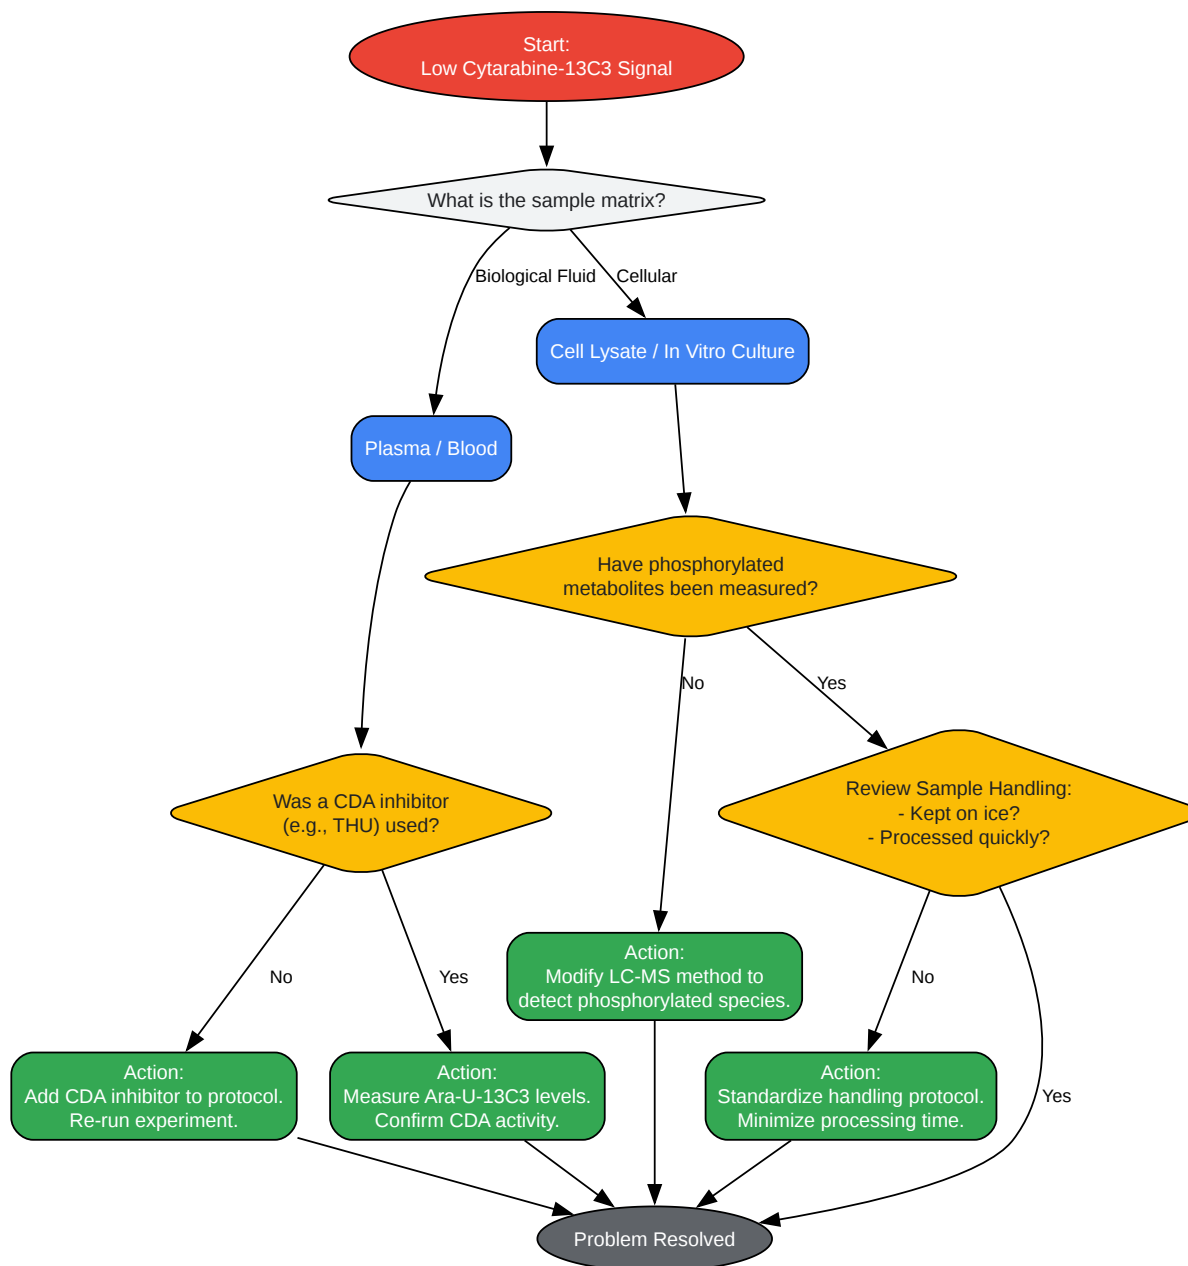 Start:
Low Cytarabine-13C3 Signal
What is the sample matrix?
Biological Fluid
Cellular
Cell Lysate / In Vitro Culture
Plasma / Blood
Have phosphorylated
metabolites been measured?
No
Yes
Was a CDA inhibitor
(e.g., THU) used?
Review Sample Handling:
- Kept on ice?
- Processed quickly?
No
Yes
Action:
Modify LC-MS method to
detect phosphorylated species.
No
Yes
Action:
Add CDA inhibitor to protocol.
Re-run experiment.
Action:
Measure Ara-U-13C3 levels.
Confirm CDA activity.
Action:
Standardize handling protocol.
Minimize processing time.
Problem Resolved